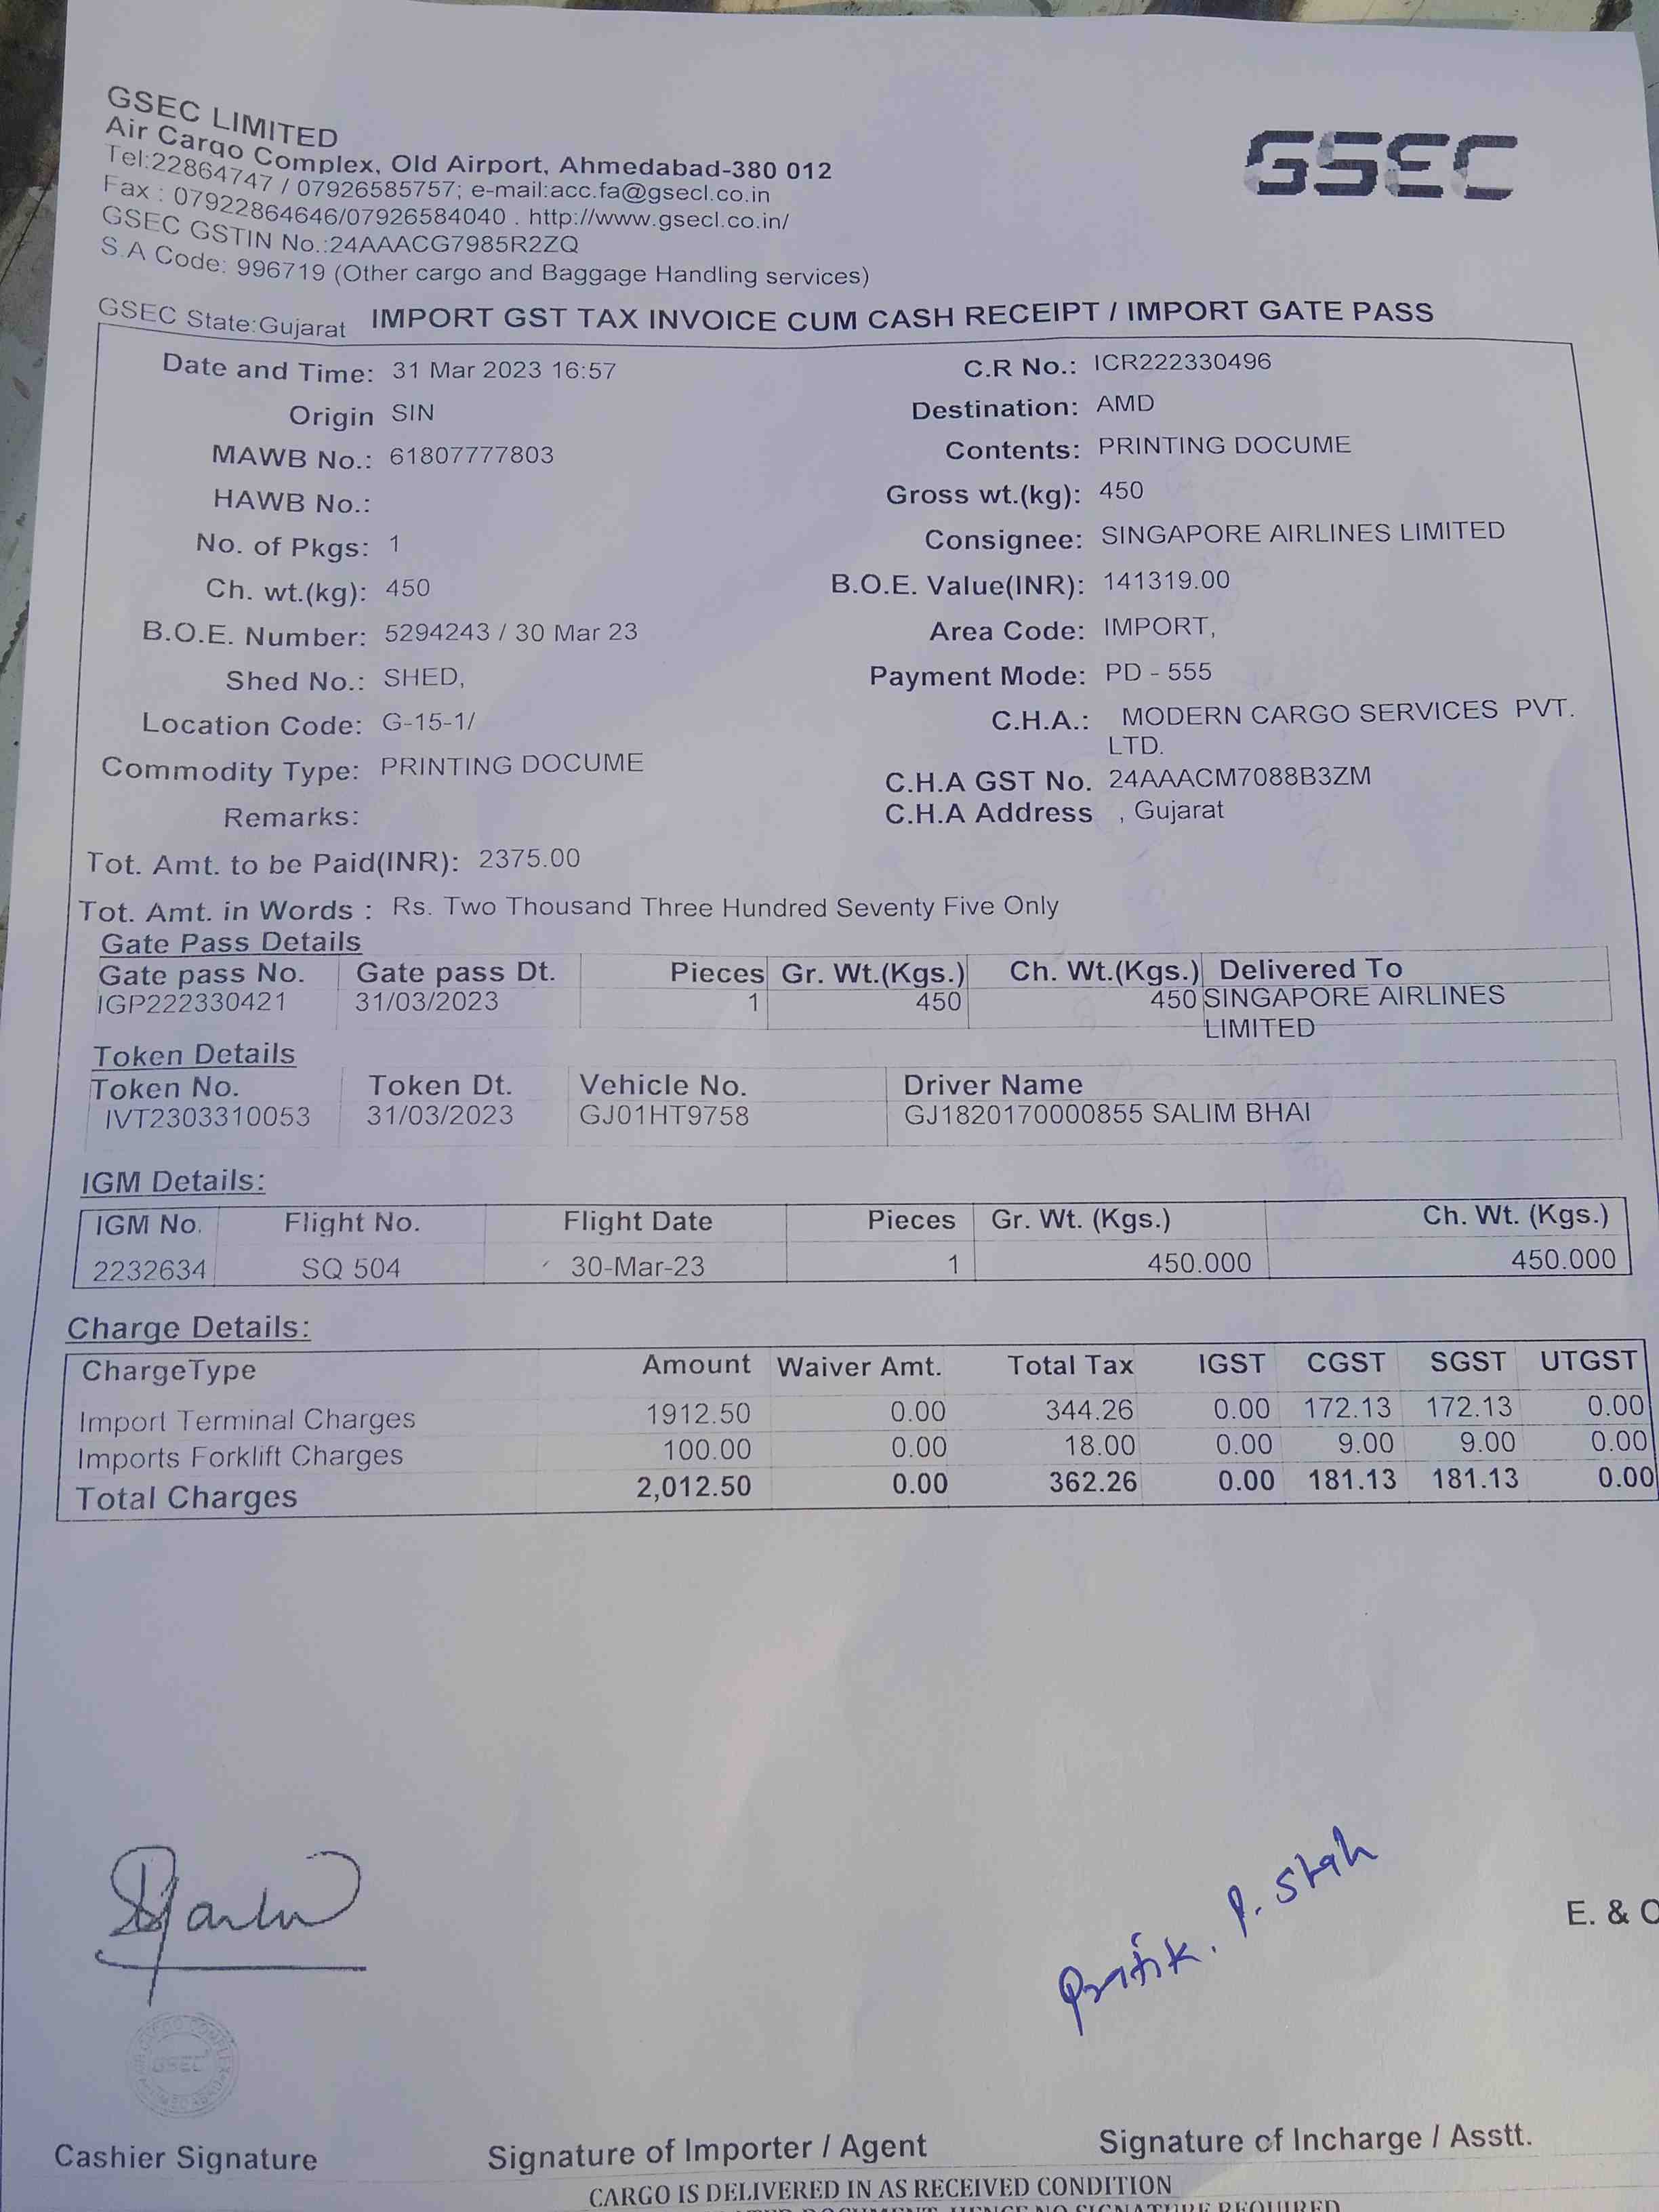 GSEC LIMITED
Air Cargo Complex, Old Airport, Ahmedabad-380 012
Tel:22864747 / 07926585757; e-mail:acc.fa@gsecl.co.in
Fax : 07922864646/07926584040 . http://www.gsecl.co.in/
GSEC GSTIN No.:24AAACG7985R2ZQ
S.A Code: 996719 (Other cargo and Baggage Handling services)
GSEC
GSEC State:Gujarat IMPORT GST TAX INVOICE CUM CASH RECEIPT / IMPORT GATE PASS
Date and Time: 31 Mar 2023 16:57 C.R No.: ICR222330496
Origin SIN Destination: AMD
MAWB No.: 61807777803 Contents: PRINTING DOCUME
HAWB No.: Gross wt.(kg): 450
No. of Pkgs: 1 Consignee: SINGAPORE AIRLINES LIMITED
Ch. wt.(kg): 450 B.O.E. Value(INR): 141319.00
B.O.E. Number: 5294243 / 30 Mar 23 Area Code: IMPORT,
Shed No.: SHED, Payment Mode: PD - 555
Location Code: G-15-1/ C.H.A.: MODERN CARGO SERVICES PVT.
LTD.
Commodity Type: PRINTING DOCUME C.H.A GST No. 24AAACM7088B3ZM
Remarks: C.H.A Address , Gujarat
Tot. Amt. to be Paid(INR): 2375.00
Tot. Amt. in Words : Rs. Two Thousand Three Hundred Seventy Five Only
Gate Pass Details
Gate pass No. Gate pass Dt. Pieces Gr. Wt.(Kgs.) Ch. Wt.(Kgs.) Delivered To
IGP222330421 31/03/2023 1 450 450 SINGAPORE AIRLINES
LIMITED
Token Details
Token No. Token Dt. Vehicle No. Driver Name
IVT2303310053 31/03/2023 GJ01HT9758 GJ1820170000855 SALIM BHAI
IGM Details:
IGM No. Flight No. Flight Date Pieces Gr. Wt. (Kgs.) Ch. Wt. (Kgs.)
2232634 SQ 504 30-Mar-23 1 450.000 450.000
Charge Details:
ChargeType Amount Waiver Amt. Total Tax IGST CGST SGST UTGST
Import Terminal Charges 1912.50 0.00 344.26 0.00 172.13 172.13 0.00
Imports Forklift Charges 100.00 0.00 18.00 0.00 9.00 9.00 0.00
Total Charges 2,012.50 0.00 362.26 0.00 181.13 181.13 0.00
Pratik. P. Shah
E. & O
GSEC
Cashier Signature Signature of Importer / Agent Signature of Incharge / Asstt.
CARGO IS DELIVERED IN AS RECEIVED CONDITION